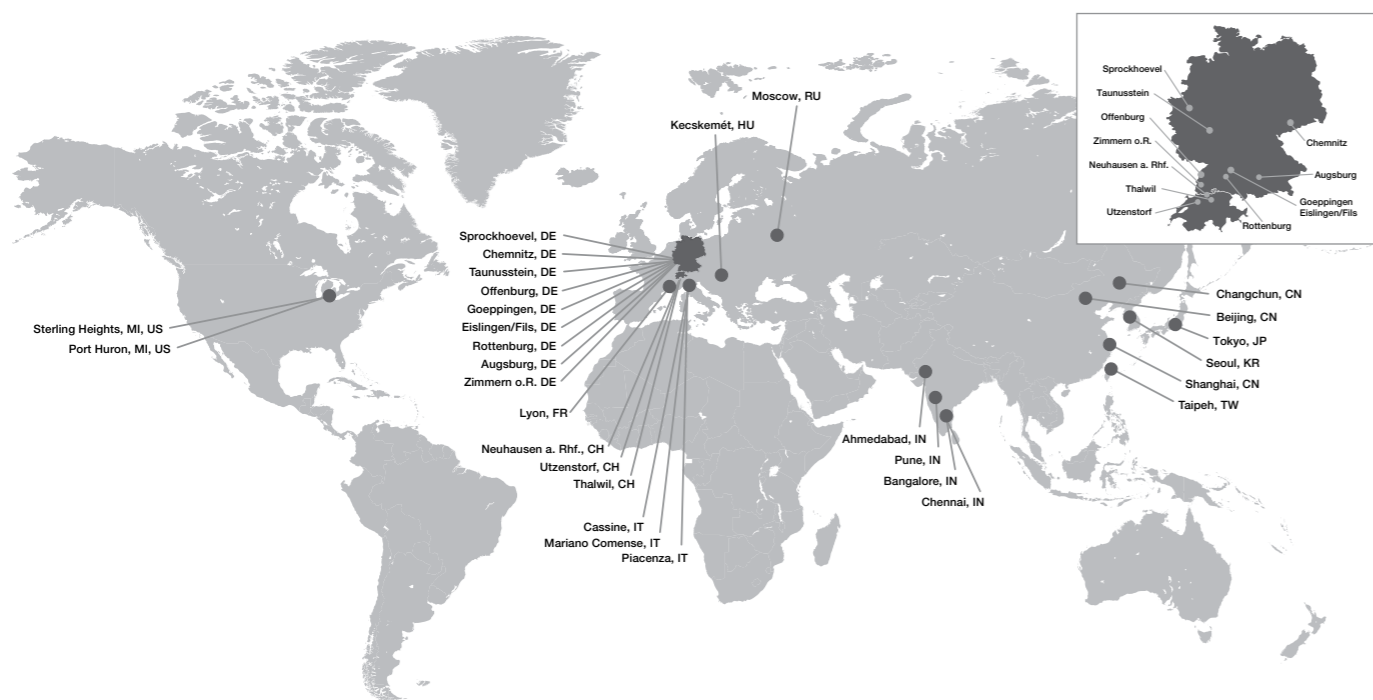 Moscow, RU
Kecskemét, HU
Sprockhoevel, DE
Chemnitz, DE
Taunusstein, DE
Offenburg, DE
Goeppingen, DE
Eislingen/Fils, DE
Rottenburg, DE
Augsburg, DE
Zimmern o.R. DE
Lyon, FR
Neuhausen a. Rhf., CH
Utzenstorf, CH
Thalwil, CH
Cassine, IT
Mariano Comense, IT
Piacenza, IT
Sterling Heights, MI, US
Port Huron, MI, US
Ahmedabad, IN
Pune, IN
Bangalore, IN
Chennai, IN
Changchun, CN
Beijing, CN
Tokyo, JP
Seoul, KR
Shanghai, CN
Taipeh, TW
Sprockhoevel
Taunusstein
Offenburg
Zimmern o.R.
Neuhausen a. Rhf.
Thalwil
Utzenstorf
Chemnitz
Augsburg
Goeppingen
Eislingen/Fils
Rottenburg